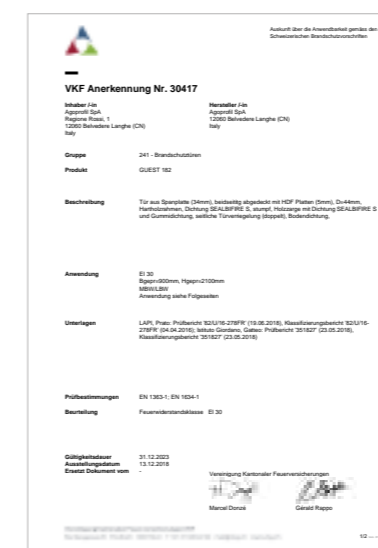 Auskunft über die Anwendbarkeit gemäss den
Schweizerischen Brandschutzvorschriften
VKF Anerkennung Nr. 30417
Inhaber /-in
Agoprofil SpA
Regione Rossi, 1
12060 Belvedere Langhe (CN)
Italy
Hersteller /-in
Agoprofil SpA
12060 Belvedere Langhe (CN)
Italy
Gruppe 241 - Brandschutztüren
Produkt GUEST 182
Beschreibung Tür aus Spanplatte (34mm), beidseitig abgedeckt mit HDF Platten (5mm), D=44mm,
Hartholzrahmen, Dichtung SEALBIFIRE S, stumpf, Holzzarge mit Dichtung SEALBIFIRE S
und Gummidichtung, seitliche Türverriegelung (doppelt), Bodendichtung,
Anwendung EI 30
Bgepr=900mm, Hgepr=2100mm
MBW/LBW
Anwendung siehe Folgeseiten
Unterlagen LAPI, Prato: Prüfbericht '82/U/16-278FR' (19.06.2018), Klassifizierungsbericht '82/U/16-
278FR' (04.04.2016); Istituto Giordano, Gatteo: Prüfbericht '351827' (23.05.2018),
Klassifizierungsbericht '351827' (23.05.2018)
Prüfbestimmungen EN 1363-1; EN 1634-1
Beurteilung Feuerwiderstandsklasse EI 30
Gültigkeitsdauer 31.12.2023
Ausstellungsdatum 13.12.2018
Ersetzt Dokument vom -
Vereinigung Kantonaler Feuerversicherungen
Marcel Donzé Gérald Rappo
1/2